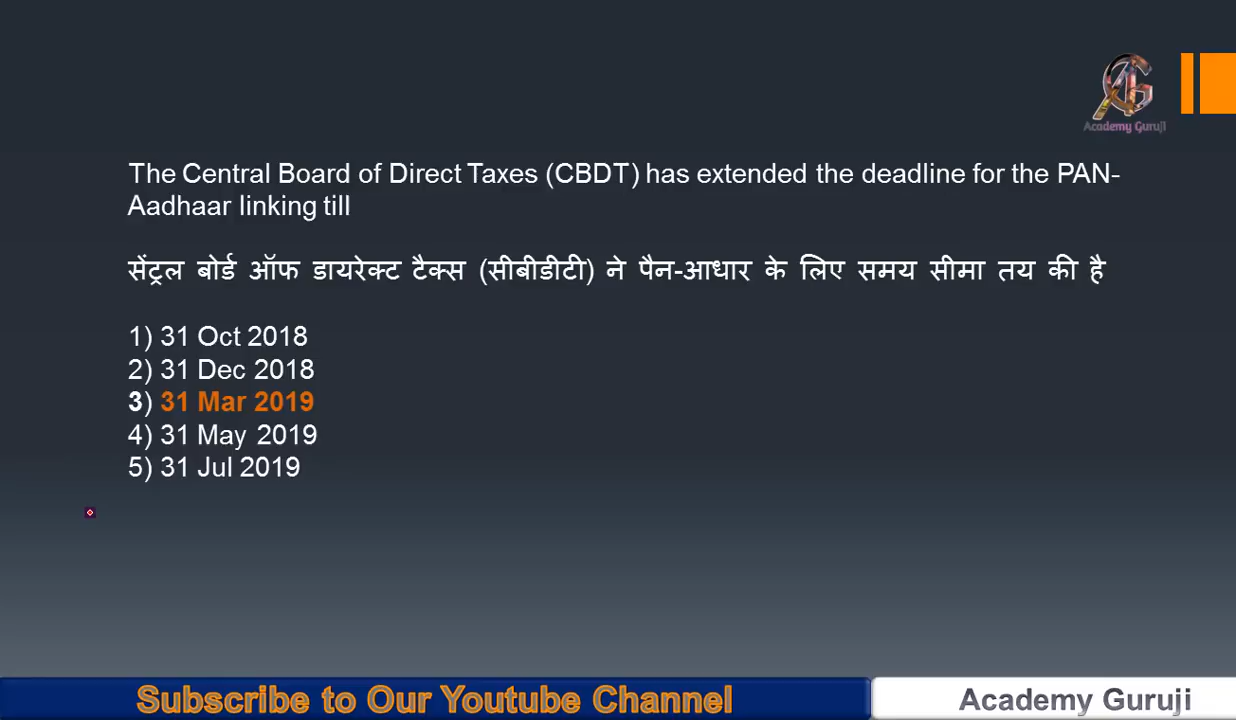 Academy Guruji
The Central Board of Direct Taxes (CBDT) has extended the deadline for the PAN-
Aadhaar linking till
सेंट्रल बोर्ड ऑफ डायरेक्ट टैक्स (सीबीडीटी) ने पैन-आधार के लिए समय सीमा तय की है
1) 31 Oct 2018
2) 31 Dec 2018
3) 31 Mar 2019
4) 31 May 2019
5) 31 Jul 2019
Subscribe to Our Youtube Channel
Academy Guruji